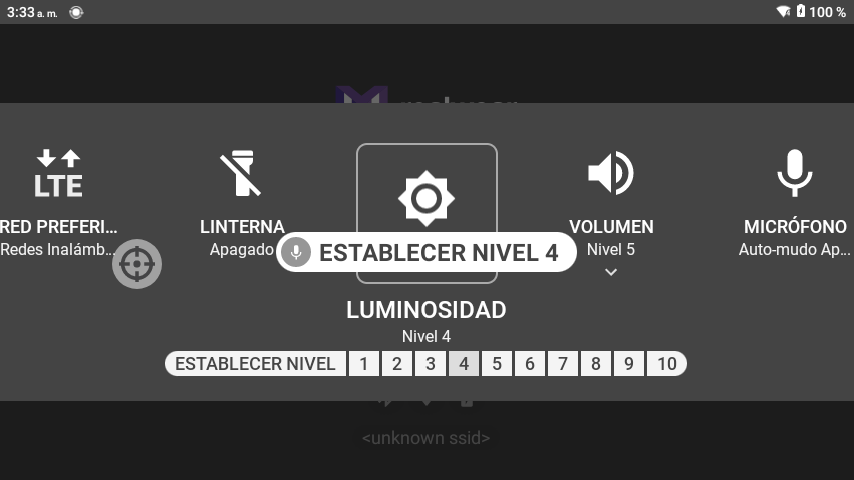 3:33 a. m.
100 %
LTE
RED PREFERI...
Redes Inalámb...
LINTERNA
Apagado
VOLUMEN
Nivel 5
MICRÓFONO
Auto-mudo Ap...
ESTABLECER NIVEL 4
LUMINOSIDAD
Nivel 4
ESTABLECER NIVEL 1 2 3 4 5 6 7 8 9 10
<unknown ssid>